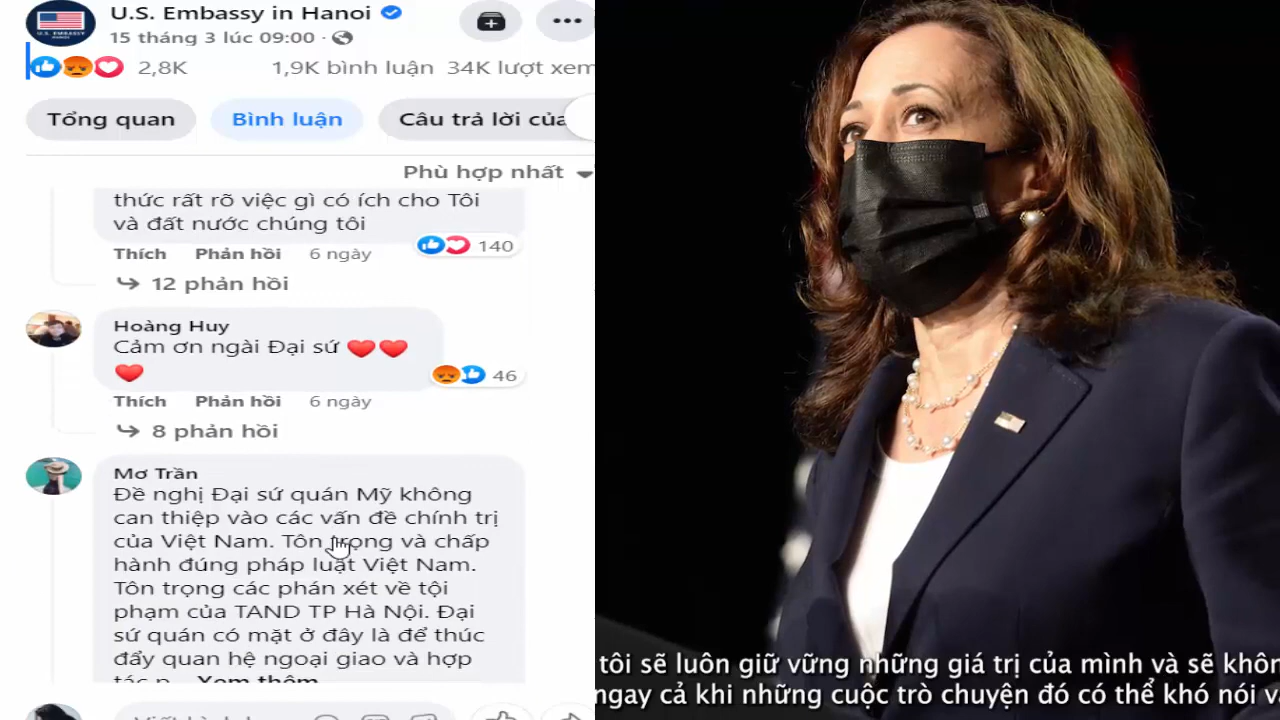 U.S. Embassy in Hanoi
15 tháng 3 lúc 09:00 ·
2,8K 1,9K bình luận 34K lượt xem
Tổng quan Bình luận Câu trả lời của
Phù hợp nhất
thức rất rõ việc gì có ích cho Tôi
và đất nước chúng tôi
Thích Phản hồi 6 ngày 140
12 phản hồi
Hoàng Huy
Cảm ơn ngài Đại sứ ❤️❤️
❤️
46
Thích Phản hồi 6 ngày
8 phản hồi
Mơ Trần
Đề nghị Đại sứ quán Mỹ không
can thiệp vào các vấn đề chính trị
của Việt Nam. Tôn trọng và chấp
hành đúng pháp luật Việt Nam.
Tôn trọng các phán xét về tội
phạm của TAND TP Hà Nội. Đại
sứ quán có mặt ở đây là để thúc
đẩy quan hệ ngoại giao và hợp
tác p... Xem thêm
tôi sẽ luôn giữ vững những giá trị của mình và sẽ khôn
ngay cả khi những cuộc trò chuyện đó có thể khó nói v